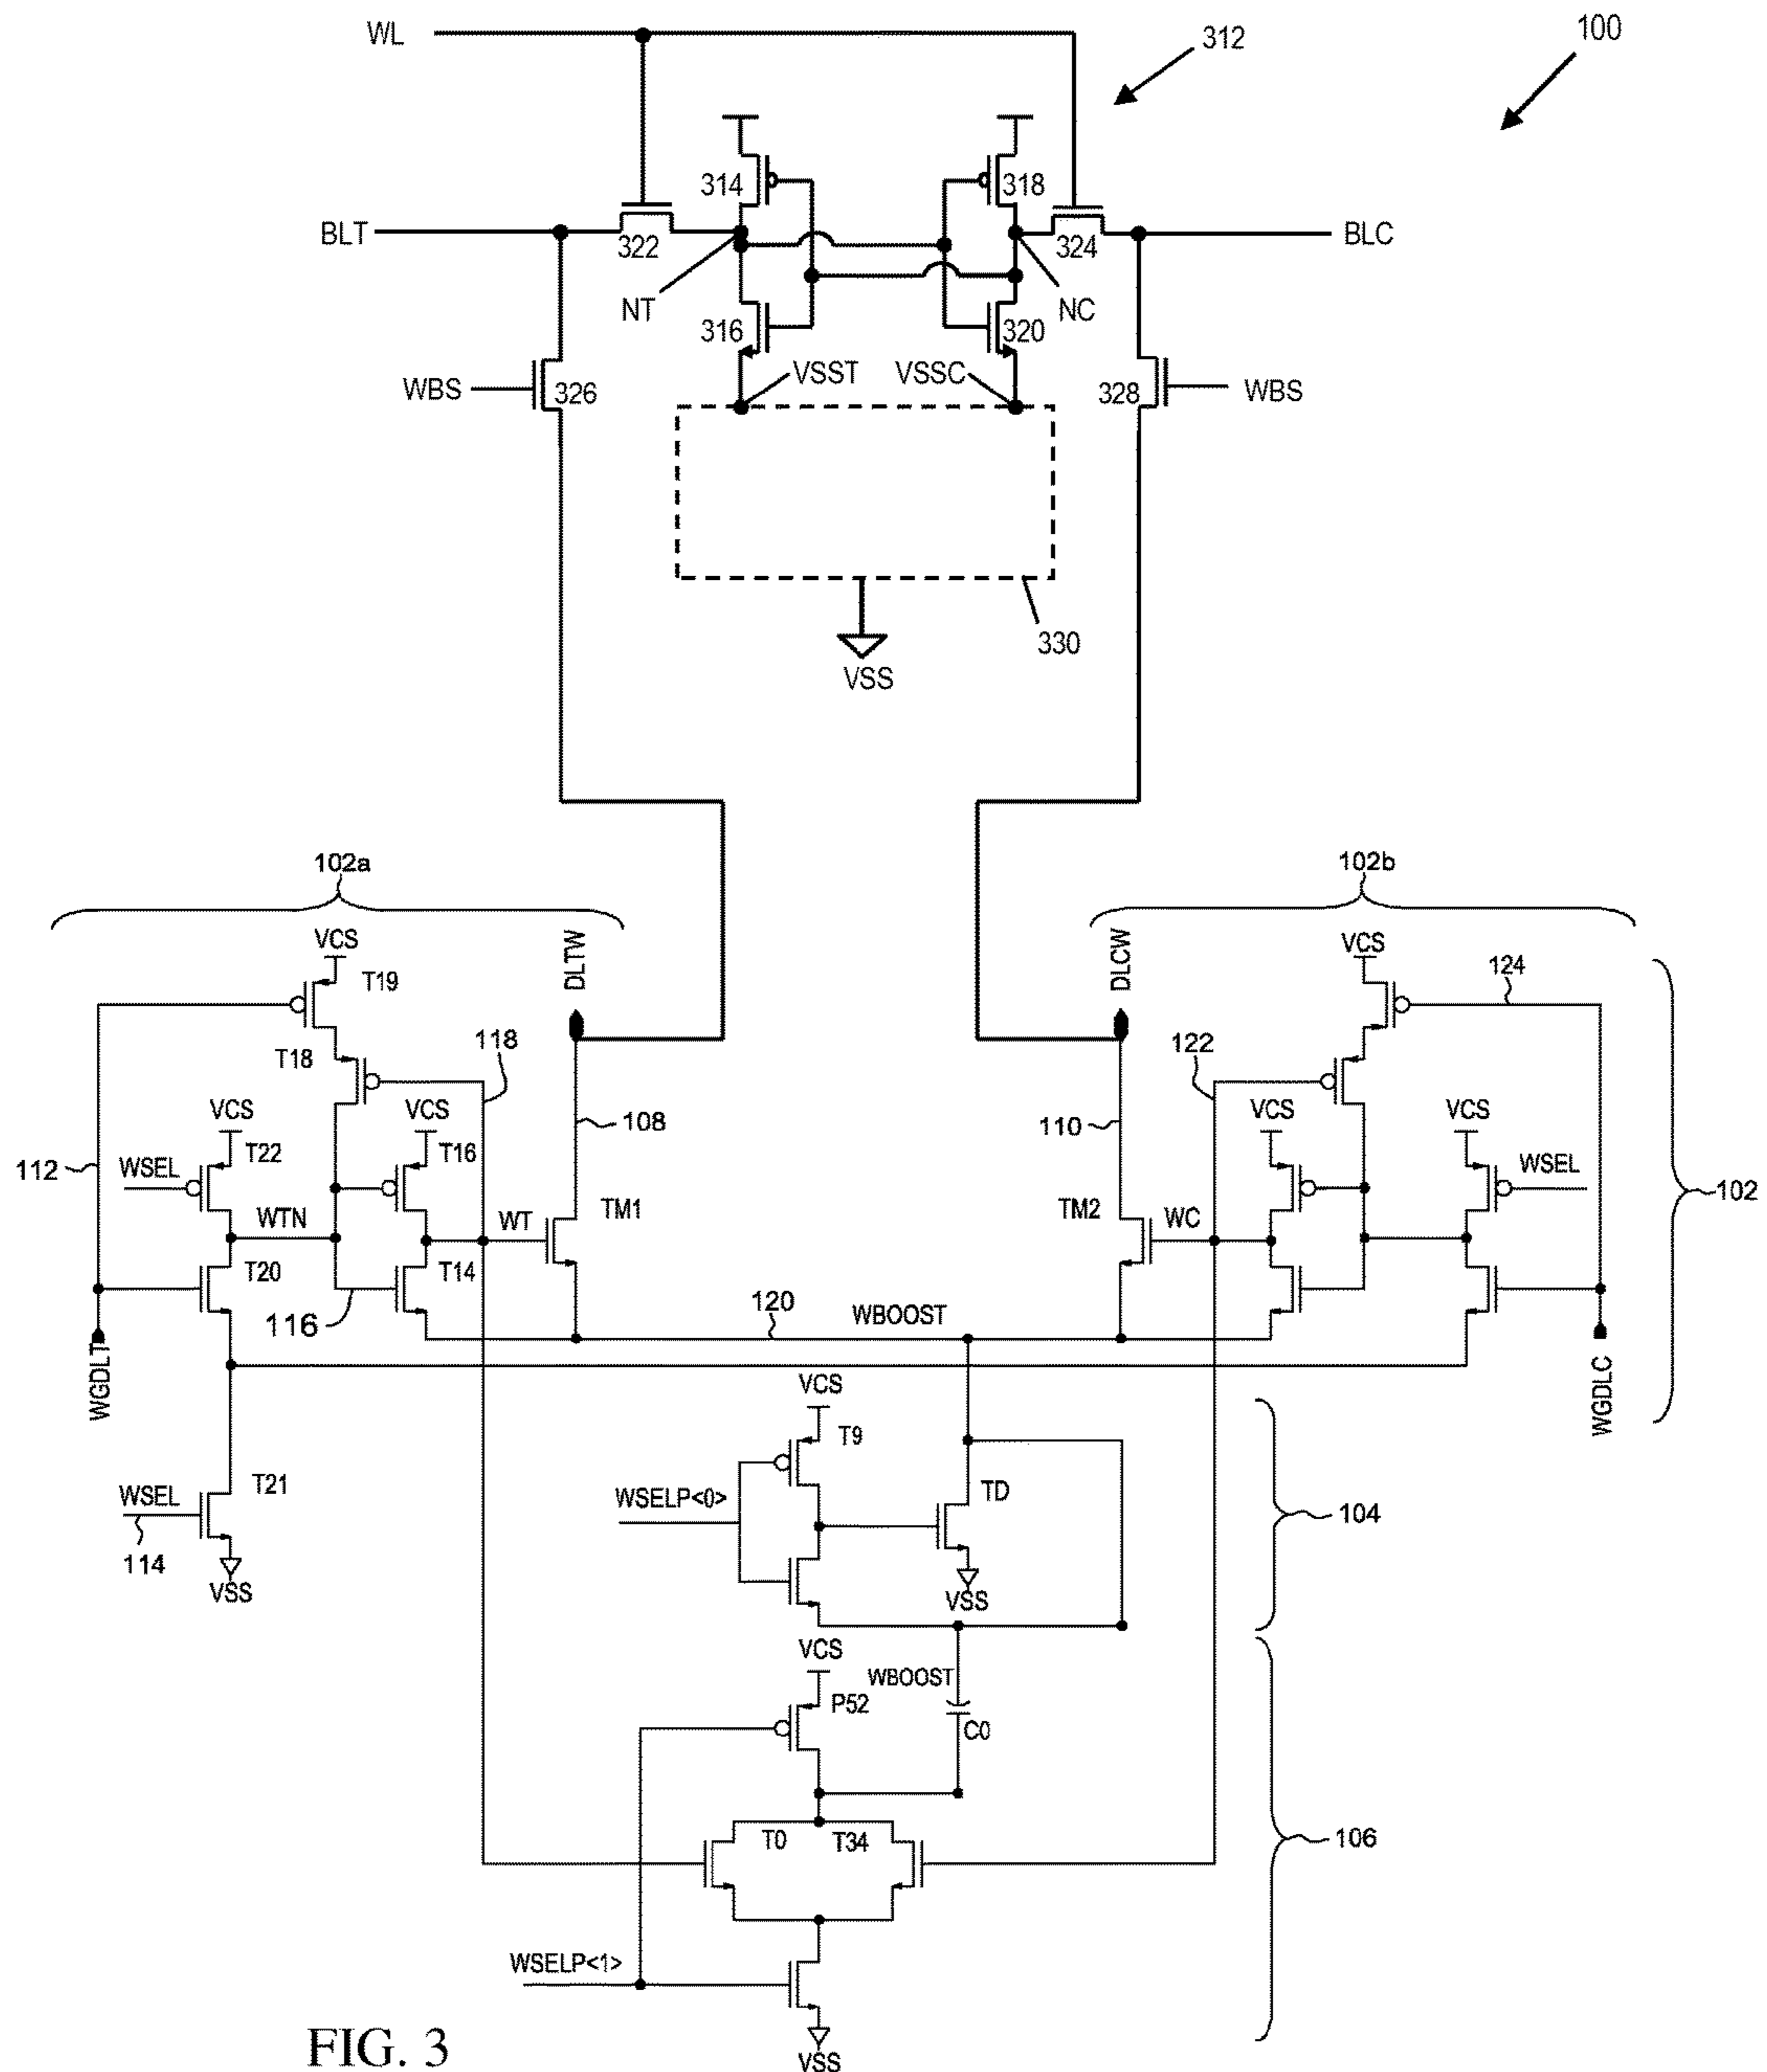 WL
312
100
314
318
BLT
322
324
BLC
NT
NC
316
320
VSST
VSSC
WBS
326
328
WBS
330
VSS
102a
102b
VCS
T19
DLTW
DLCW
VCS
124
T18
118
122
VCS
VCS
108
110
VCS
VCS
112
WSEL
T22
T16
WSEL
102
WTN
WT
TM1
TM2
WC
T20
T14
116
120
WBOOST
WGDLT
WGDLC
VCS
T9
WSEL
T21
WSELP<0>
TD
104
114
VSS
VSS
VCS
WBOOST
P52
C0
T0
T34
106
WSELP<1>
VSS
FIG. 3